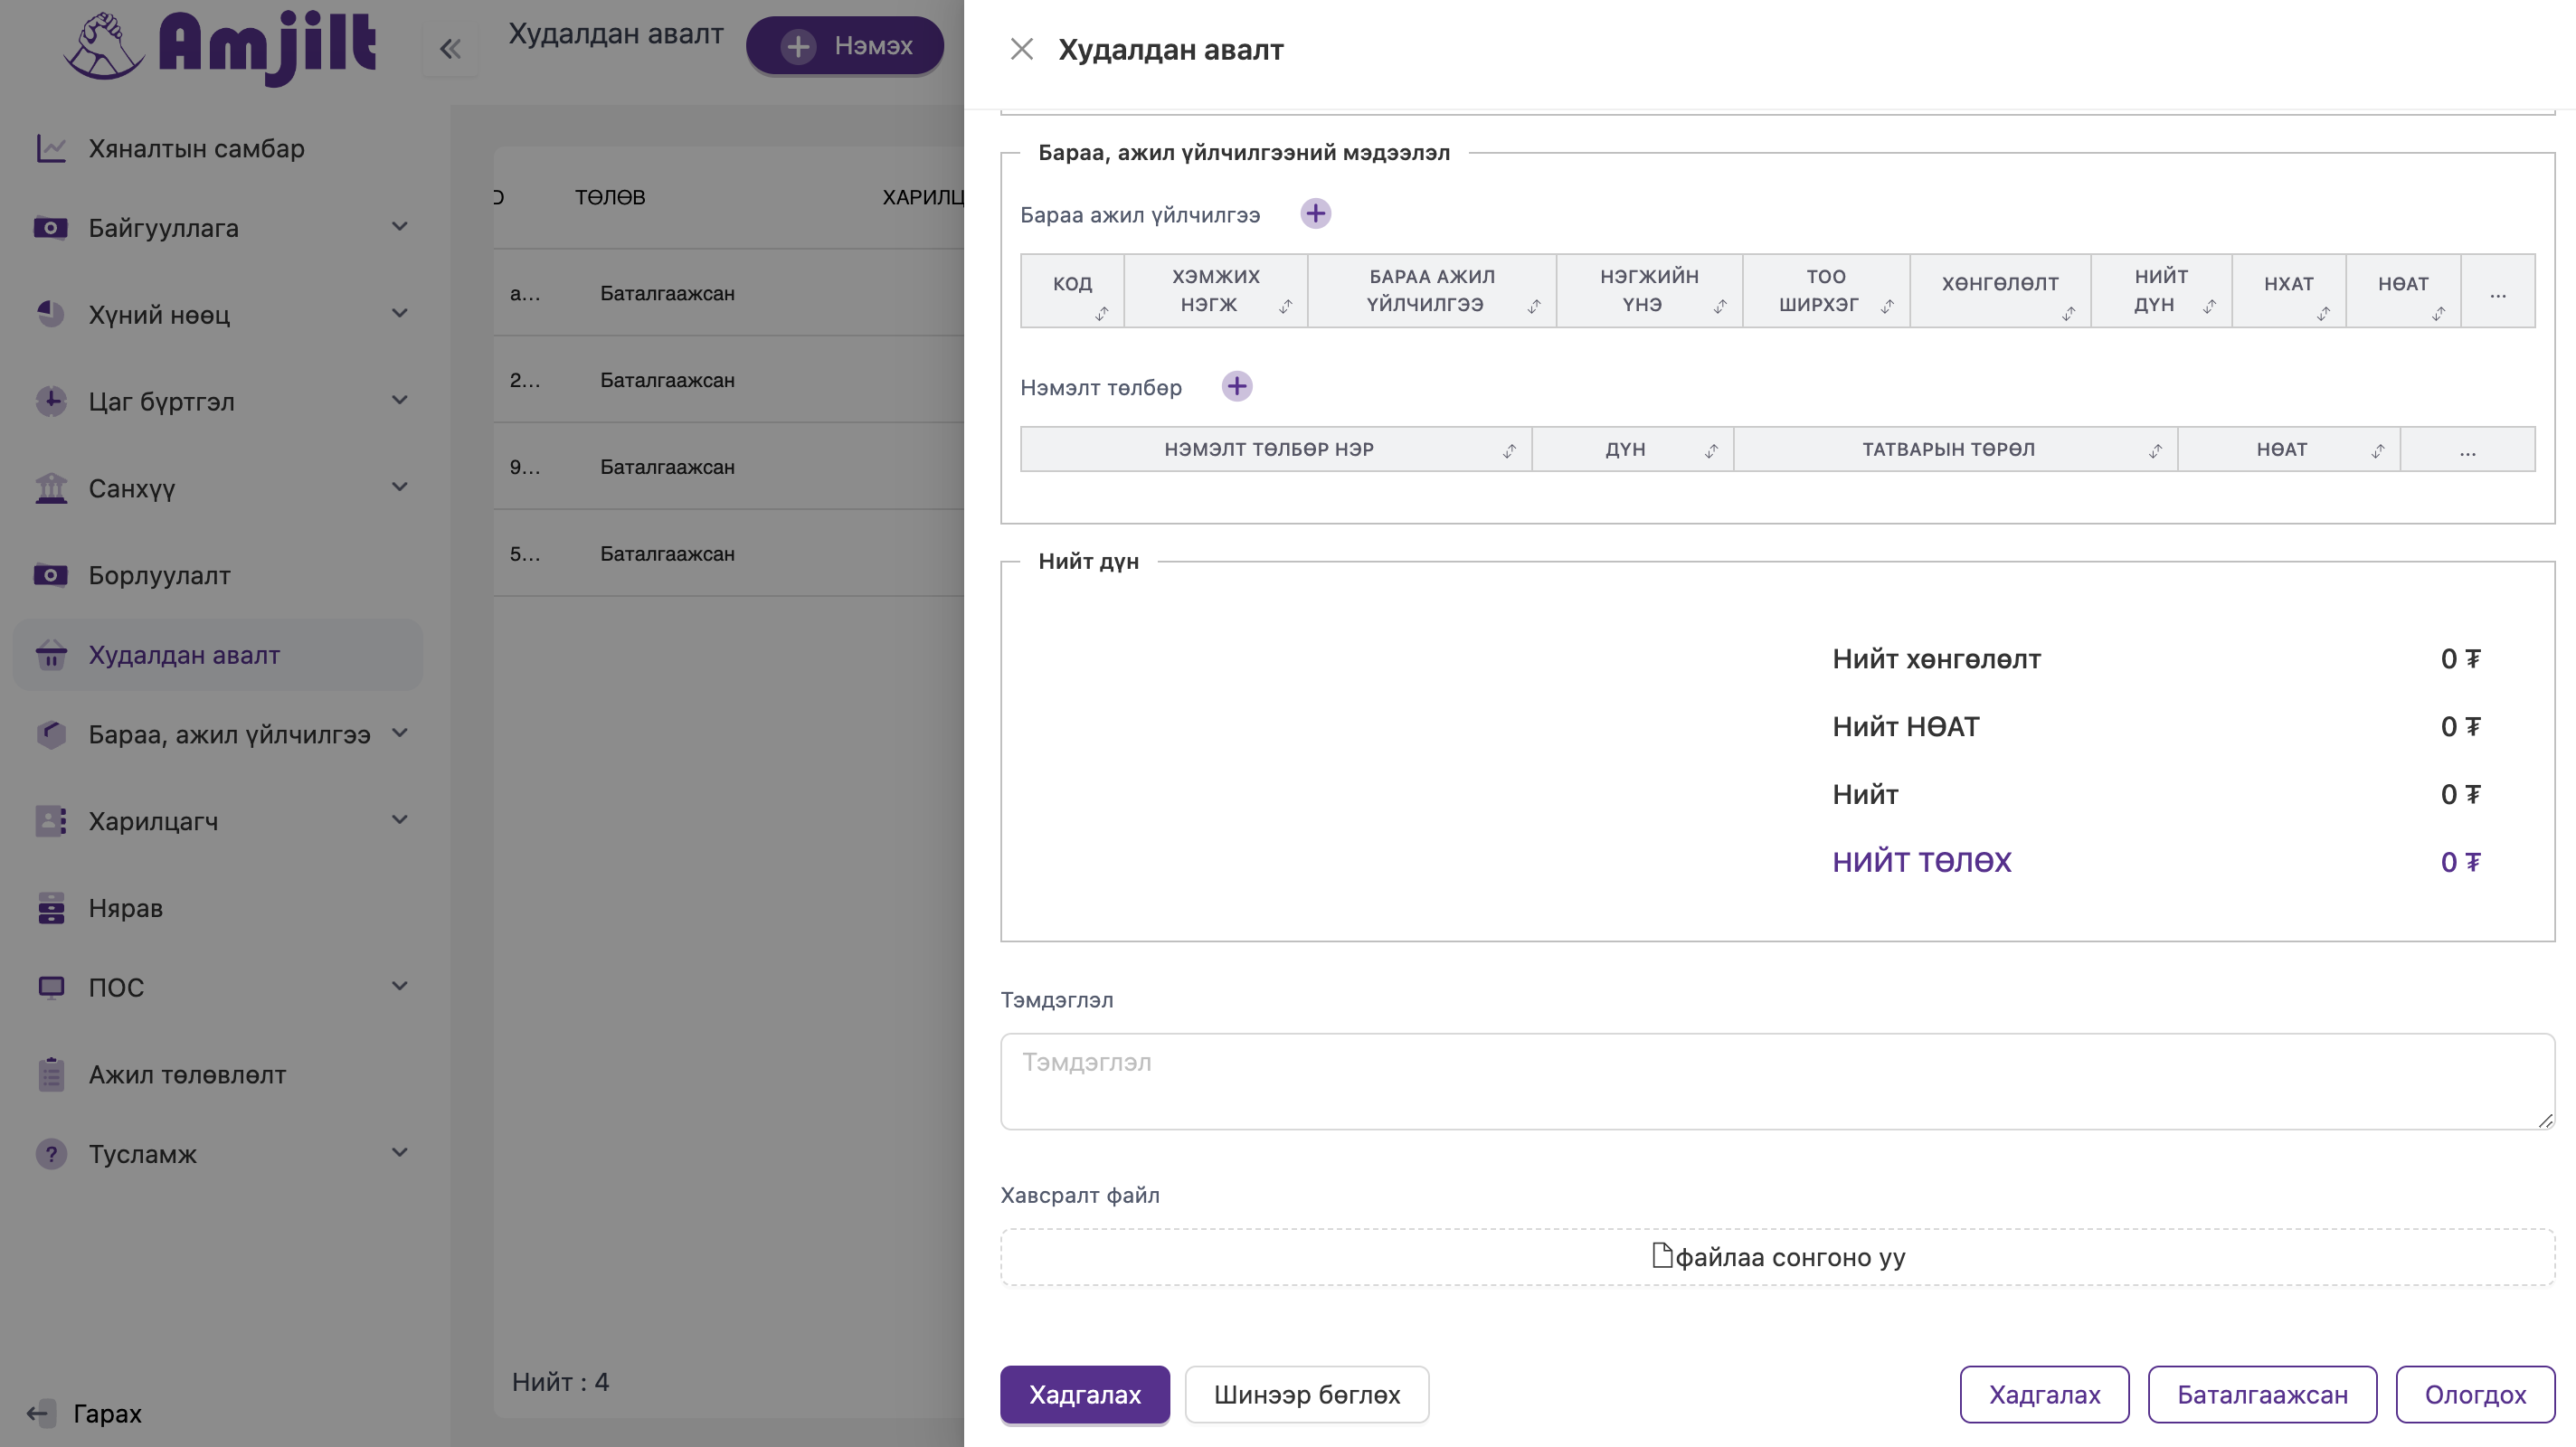 Amjilt
Хяналтын самбар
Байгууллага
Хүний нөөц
Цаг бүртгэл
Санхүү
Борлуулалт
Худалдан авалт
Бараа, ажил үйлчилгээ
Харилцагч
Нярав
ПОС
Ажил төлөвлөлт
Тусламж
Гарах
Худалдан авалт
Нэмэх
ТӨЛӨВ ХАРИЛЦ
а... Баталгаажсан
2... Баталгаажсан
9... Баталгаажсан
5... Баталгаажсан
Нийт : 4
Худалдан авалт
Бараа, ажил үйлчилгээний мэдээлэл
Бараа ажил үйлчилгээ
КОД ХЭМЖИХ НЭГЖ БАРАА АЖИЛ ҮЙЛЧИЛГЭЭ НЭГЖИЙН ҮНЭ ТОО ШИРХЭГ ХӨНГӨЛӨЛТ НИЙТ ДҮН НХАТ НӨАТ ...
Нэмэлт төлбөр
НЭМЭЛТ ТӨЛБӨР НЭР ДҮН ТАТВАРЫН ТӨРӨЛ НӨАТ ...
Нийт дүн
Нийт хөнгөлөлт 0 ₮
Нийт НӨАТ 0 ₮
Нийт 0 ₮
НИЙТ ТӨЛӨХ 0 ₮
Тэмдэглэл
Тэмдэглэл
Хавсралт файл
файлаа сонгоно уу
Хадгалах Шинээр бөглөх Хадгалах Баталгаажсан Ологдох